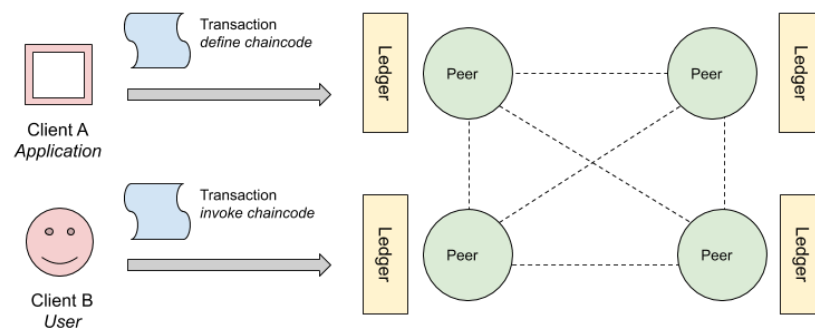 Transaction
define chaincode
Ledger
Peer
Peer
Ledger
Client A
Application
Transaction
invoke chaincode
Ledger
Peer
Peer
Ledger
Client B
User